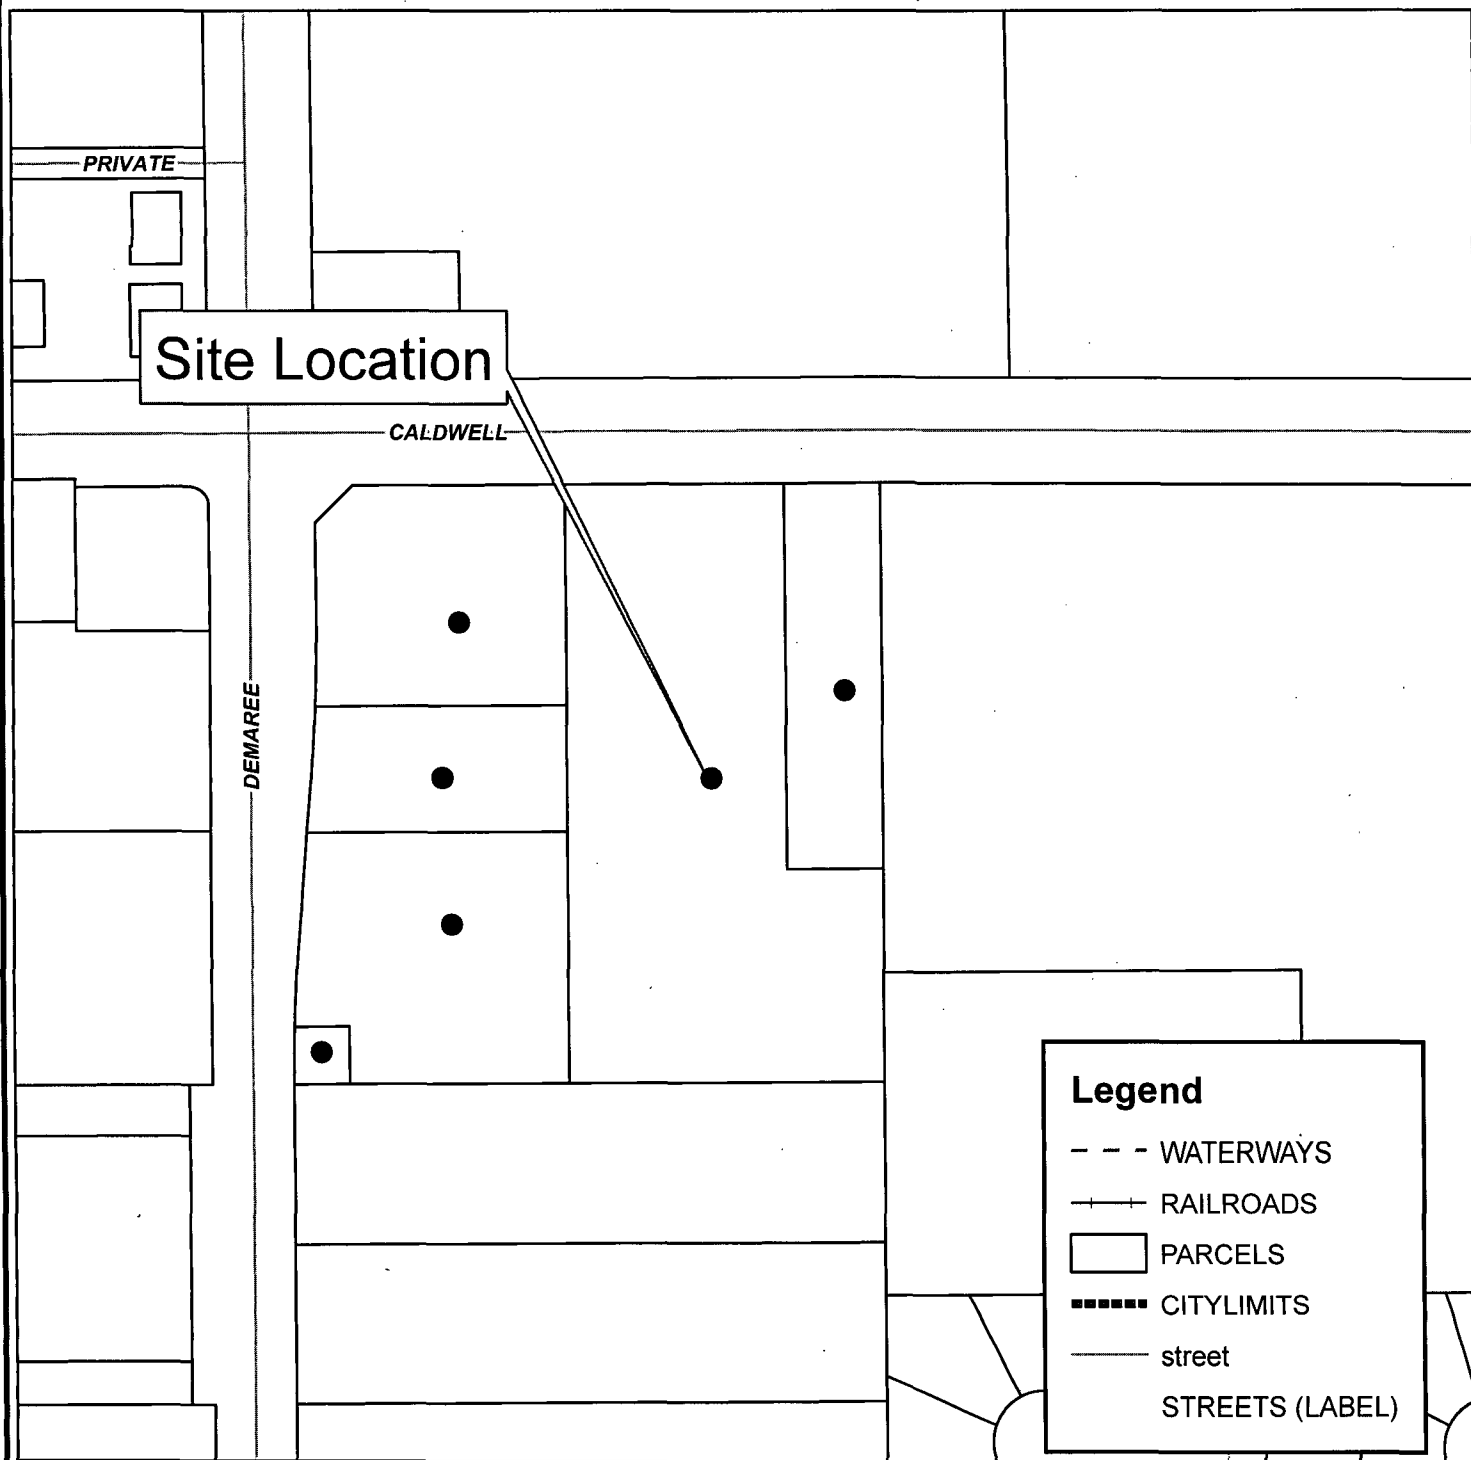 PRIVATE
Site Location
CALDWELL
DEMAREE
Legend
WATERWAYS
RAILROADS
PARCELS
CITYLIMITS
street
STREETS (LABEL)